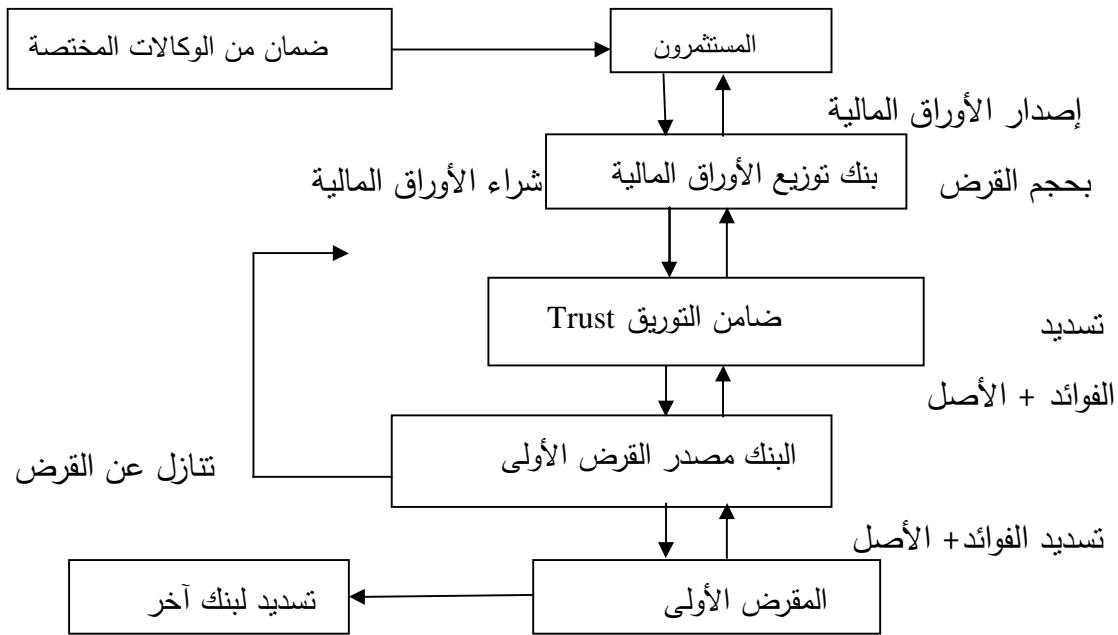 ضمان من الوكالات المختصة
المستثمرون
إصدار الأوراق المالية
بنك توزيع الأوراق المالية
شراء الأوراق المالية
بحجم القرض
ضامن التوريق Trust
تسديد
الفوائد + الأصل
البنك مصدر القرض الأولى
تنازل عن القرض
تسديد الفوائد+ الأصل
المقرض الأولى
تسديد لبنك آخر